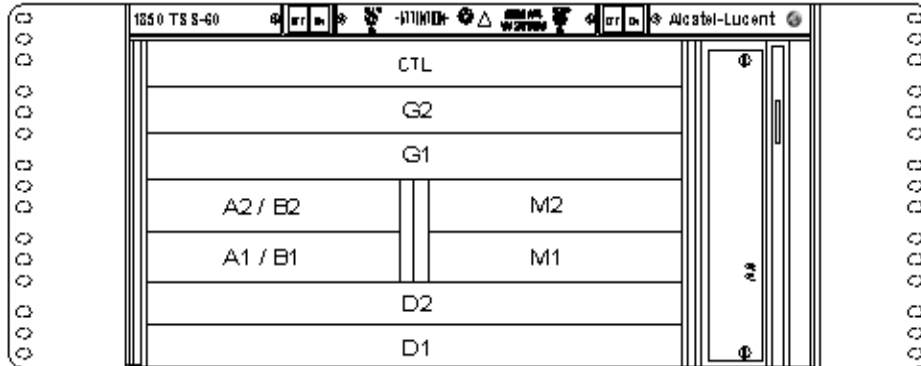 1850 TSS-60 Alcatel-Lucent
CTL
G2
G1
A2 / B2 M2
A1 / B1 M1
D2
D1